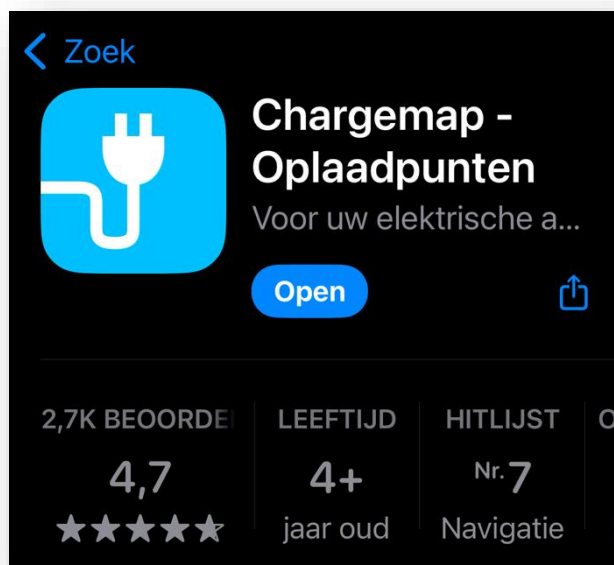 Zoek
Chargemap -
Oplaadpunten
Voor uw elektrische a...
Open
2,7K BEOORDE
LEEFTIJD
HITLIJST
4,7
4+
Nr.7
jaar oud
Navigatie